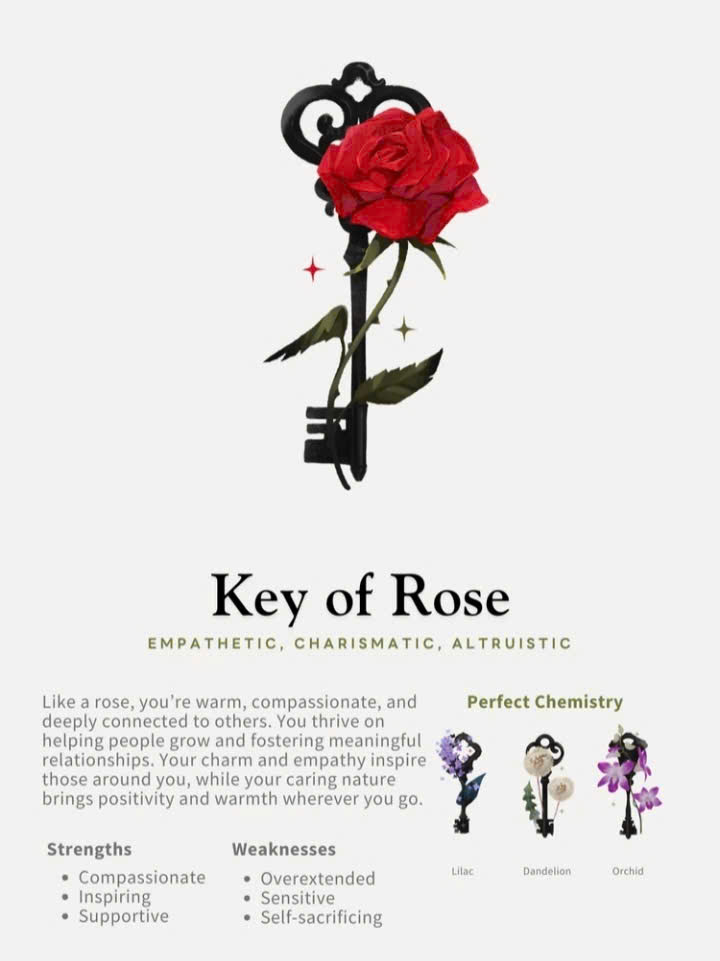 Key of Rose
EMPATHETIC, CHARISMATIC, ALTRUISTIC
Like a rose, you’re warm, compassionate, and
deeply connected to others. You thrive on
helping people grow and fostering meaningful
relationships. Your charm and empathy inspire
those around you, while your caring nature
brings positivity and warmth wherever you go.
Strengths
• Compassionate
• Inspiring
• Supportive
Weaknesses
• Overextended
• Sensitive
• Self-sacrificing
Perfect Chemistry
Lilac
Dandelion
Orchid